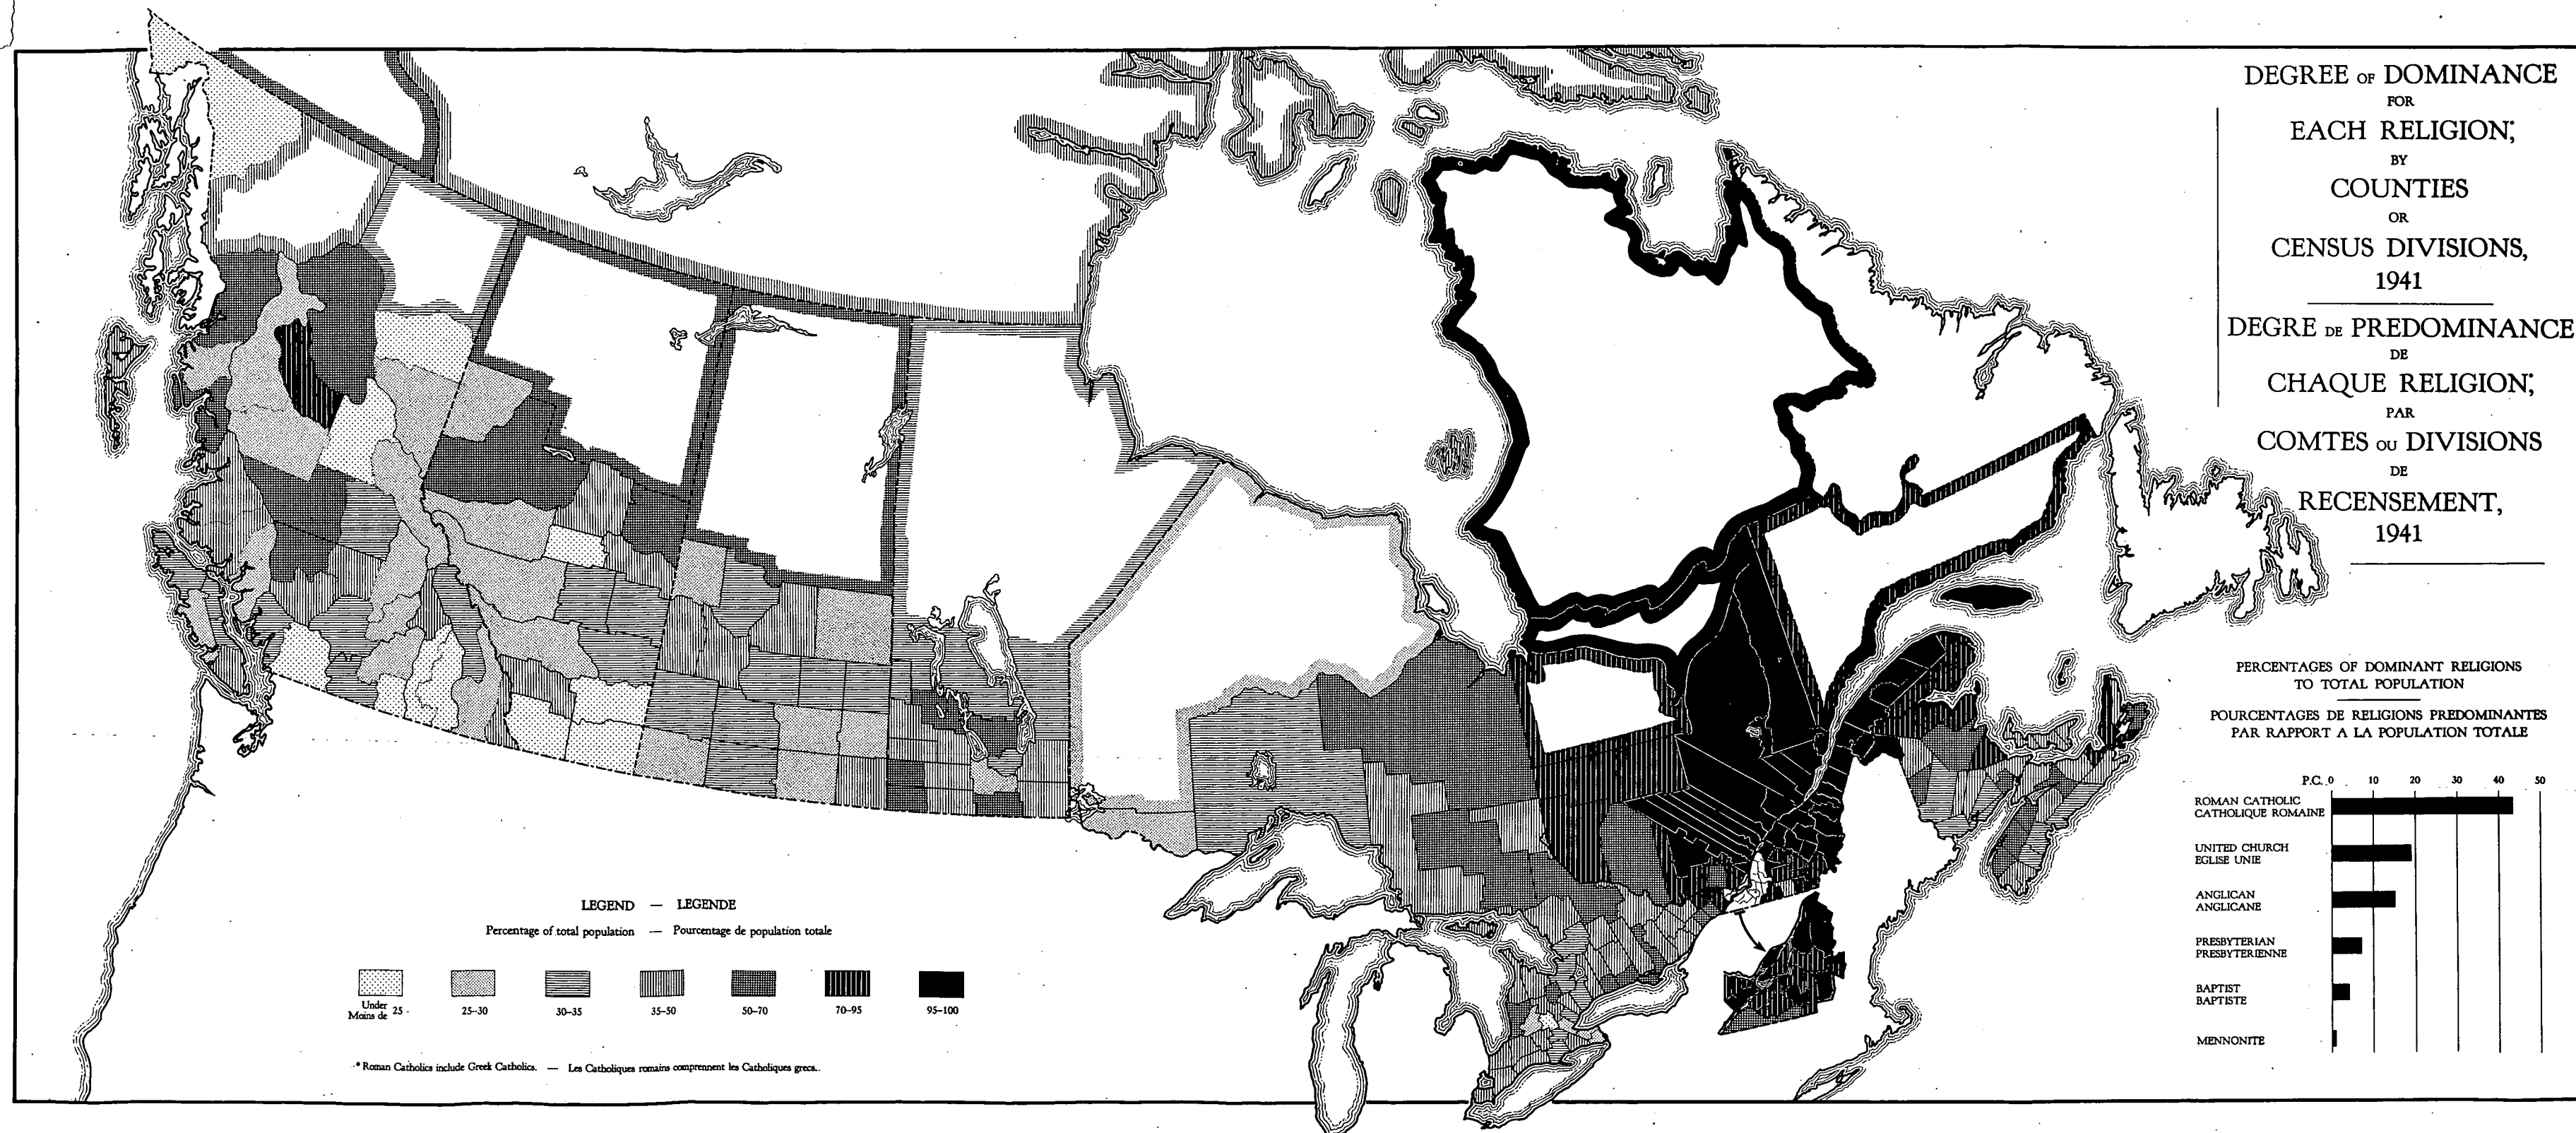 DEGREE OF DOMINANCE
FOR
EACH RELIGION;*
BY
COUNTIES
OR
CENSUS DIVISIONS,
1941
DEGRE DE PREDOMINANCE
DE
CHAQUE RELIGION;*
PAR
COMTES OU DIVISIONS
DE
RECENSEMENT,
1941
PERCENTAGES OF DOMINANT RELIGIONS
TO TOTAL POPULATION
POURCENTAGES DE RELIGIONS PREDOMINANTES
PAR RAPPORT A LA POPULATION TOTALE
P.C. 0 10 20 30 40 50
ROMAN CATHOLIC
CATHOLIQUE ROMAINE
UNITED CHURCH
EGLISE UNIE
ANGLICAN
ANGLICANE
PRESBYTERIAN
PRESBYTERIENNE
BAPTIST
BAPTISTE
MENNONITE
LEGEND — LEGENDE
Percentage of total population — Pourcentage de population totale
Under
Moins de 25
25-30
30-35
35-50
50-70
70-95
95-100
* Roman Catholics include Greek Catholics. — Les Catholiques romains comprennent les Catholiques grecs.